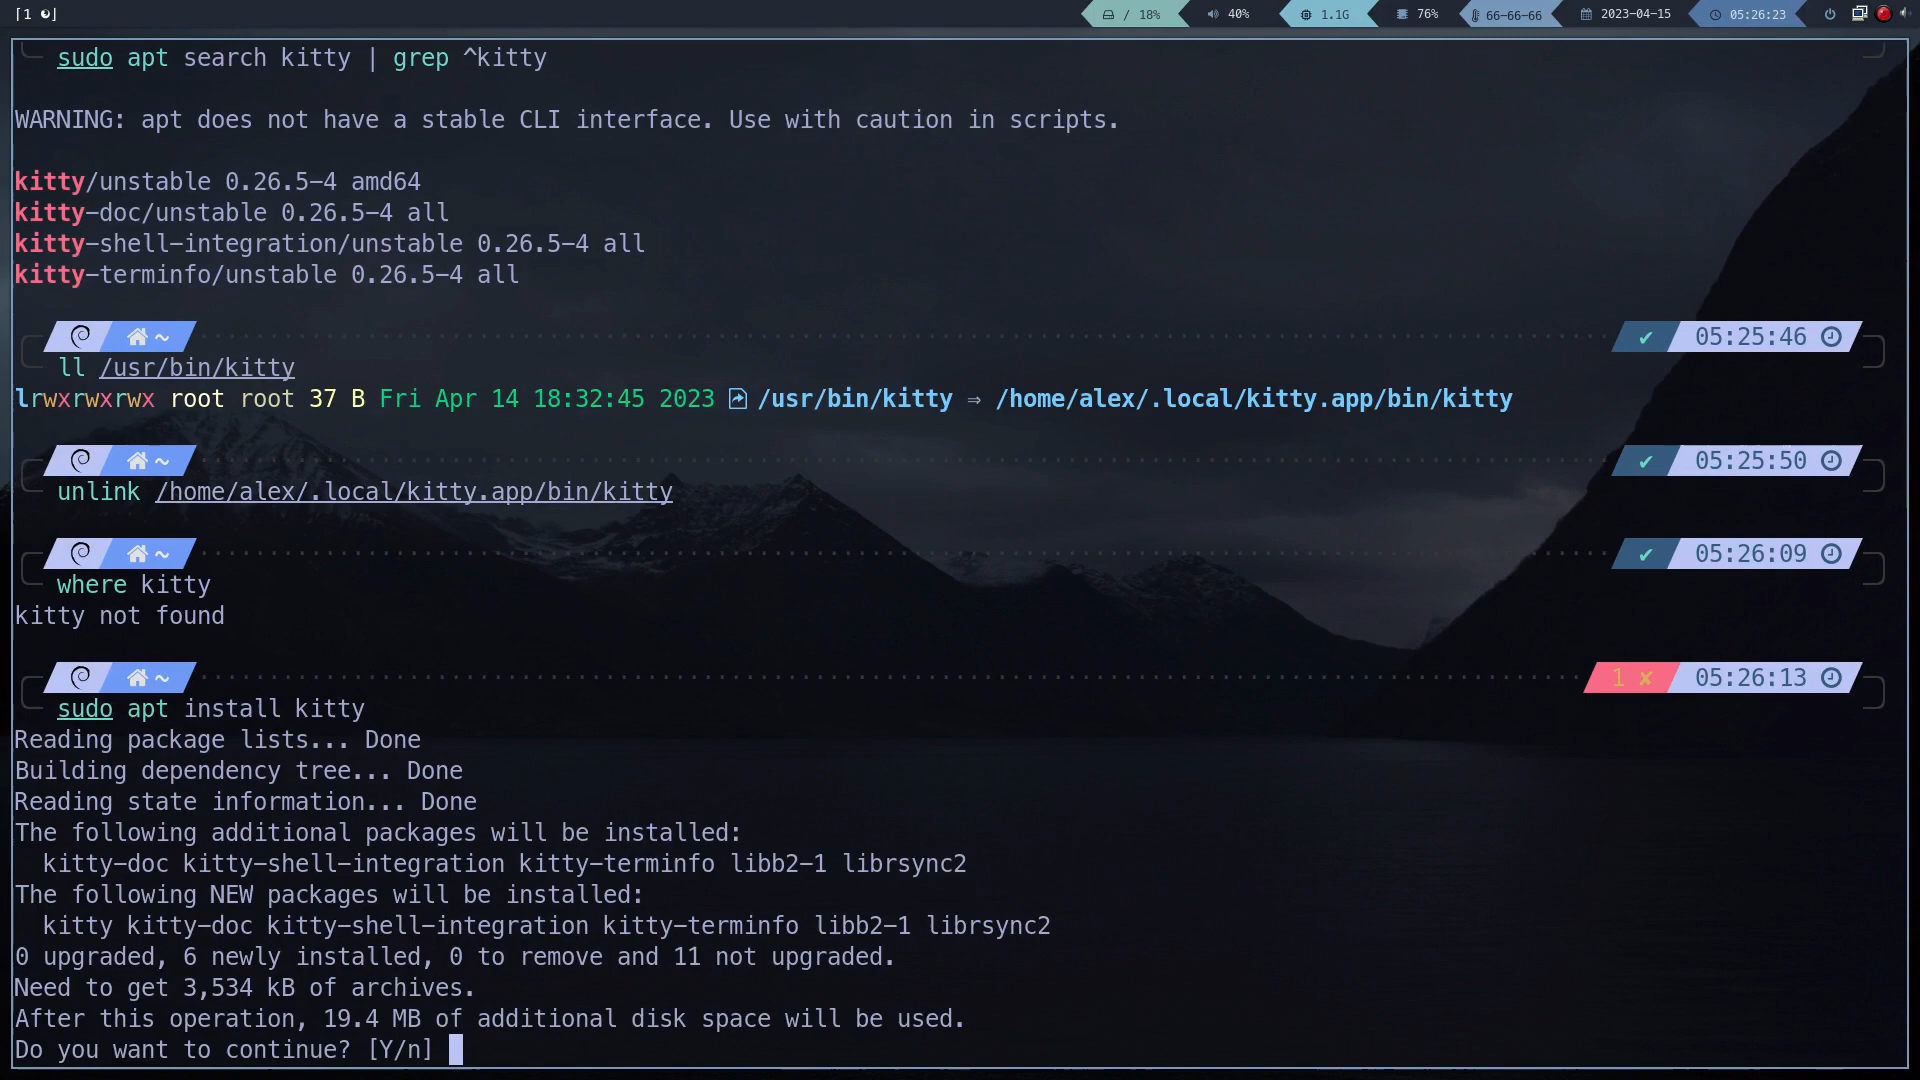 [1 ]
/ 18% 40% 1.1G 76% 66-66-66 2023-04-15 05:26:23
sudo apt search kitty | grep ^kitty
WARNING: apt does not have a stable CLI interface. Use with caution in scripts.
kitty/unstable 0.26.5-4 amd64
kitty-doc/unstable 0.26.5-4 all
kitty-shell-integration/unstable 0.26.5-4 all
kitty-terminfo/unstable 0.26.5-4 all
~ ✔ 05:25:46
ll /usr/bin/kitty
lrwxrwxrwx root root 37 B Fri Apr 14 18:32:45 2023 /usr/bin/kitty ⇒ /home/alex/.local/kitty.app/bin/kitty
~ ✔ 05:25:50
unlink /home/alex/.local/kitty.app/bin/kitty
~ ✔ 05:26:09
where kitty
kitty not found
~ 1 ✘ 05:26:13
sudo apt install kitty
Reading package lists... Done
Building dependency tree... Done
Reading state information... Done
The following additional packages will be installed:
kitty-doc kitty-shell-integration kitty-terminfo libb2-1 librsync2
The following NEW packages will be installed:
kitty kitty-doc kitty-shell-integration kitty-terminfo libb2-1 librsync2
0 upgraded, 6 newly installed, 0 to remove and 11 not upgraded.
Need to get 3,534 kB of archives.
After this operation, 19.4 MB of additional disk space will be used.
Do you want to continue? [Y/n]